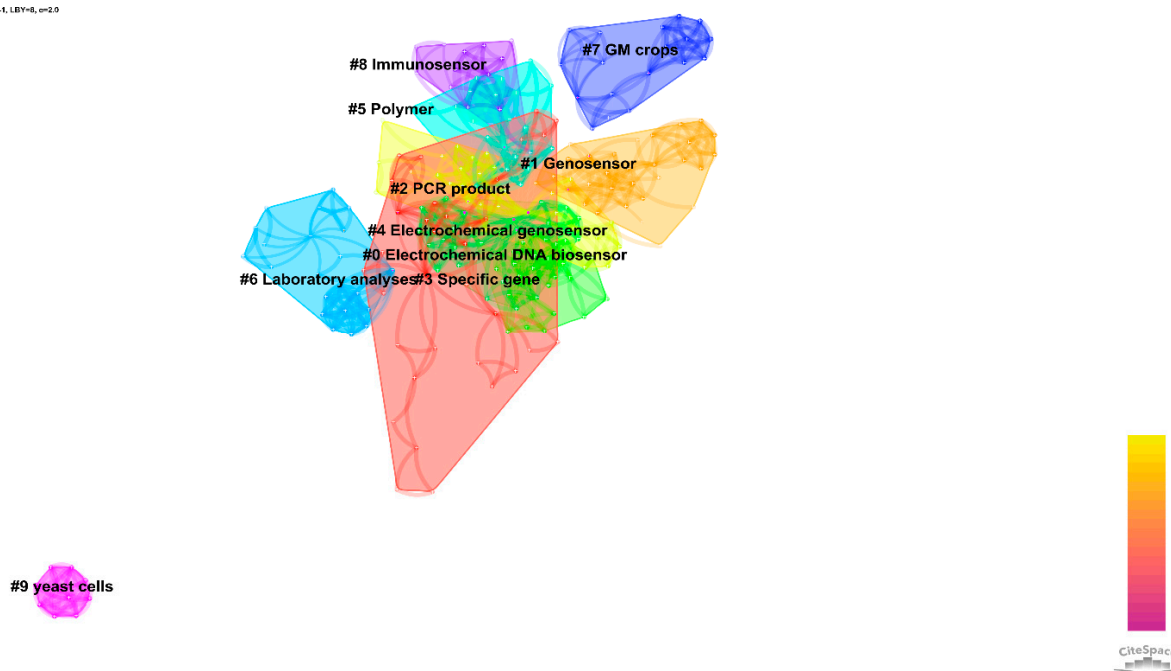 -1, LBY=8, e=2.0
#7 GM crops
#8 Immunosensor
#5 Polymer
#1 Genosensor
#2 PCR product
#4 Electrochemical genosensor
#0 Electrochemical DNA biosensor
#6 Laboratory analyses
#3 Specific gene
#9 yeast cells
CiteSpac